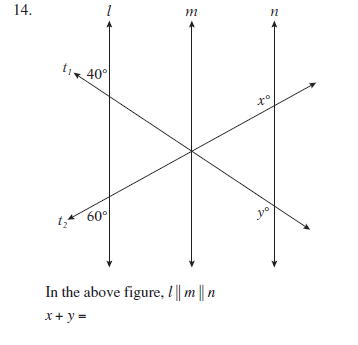 14.
l m n
t₁ 40°
x°
60° y°
t₂
In the above figure, l || m || n
x + y =